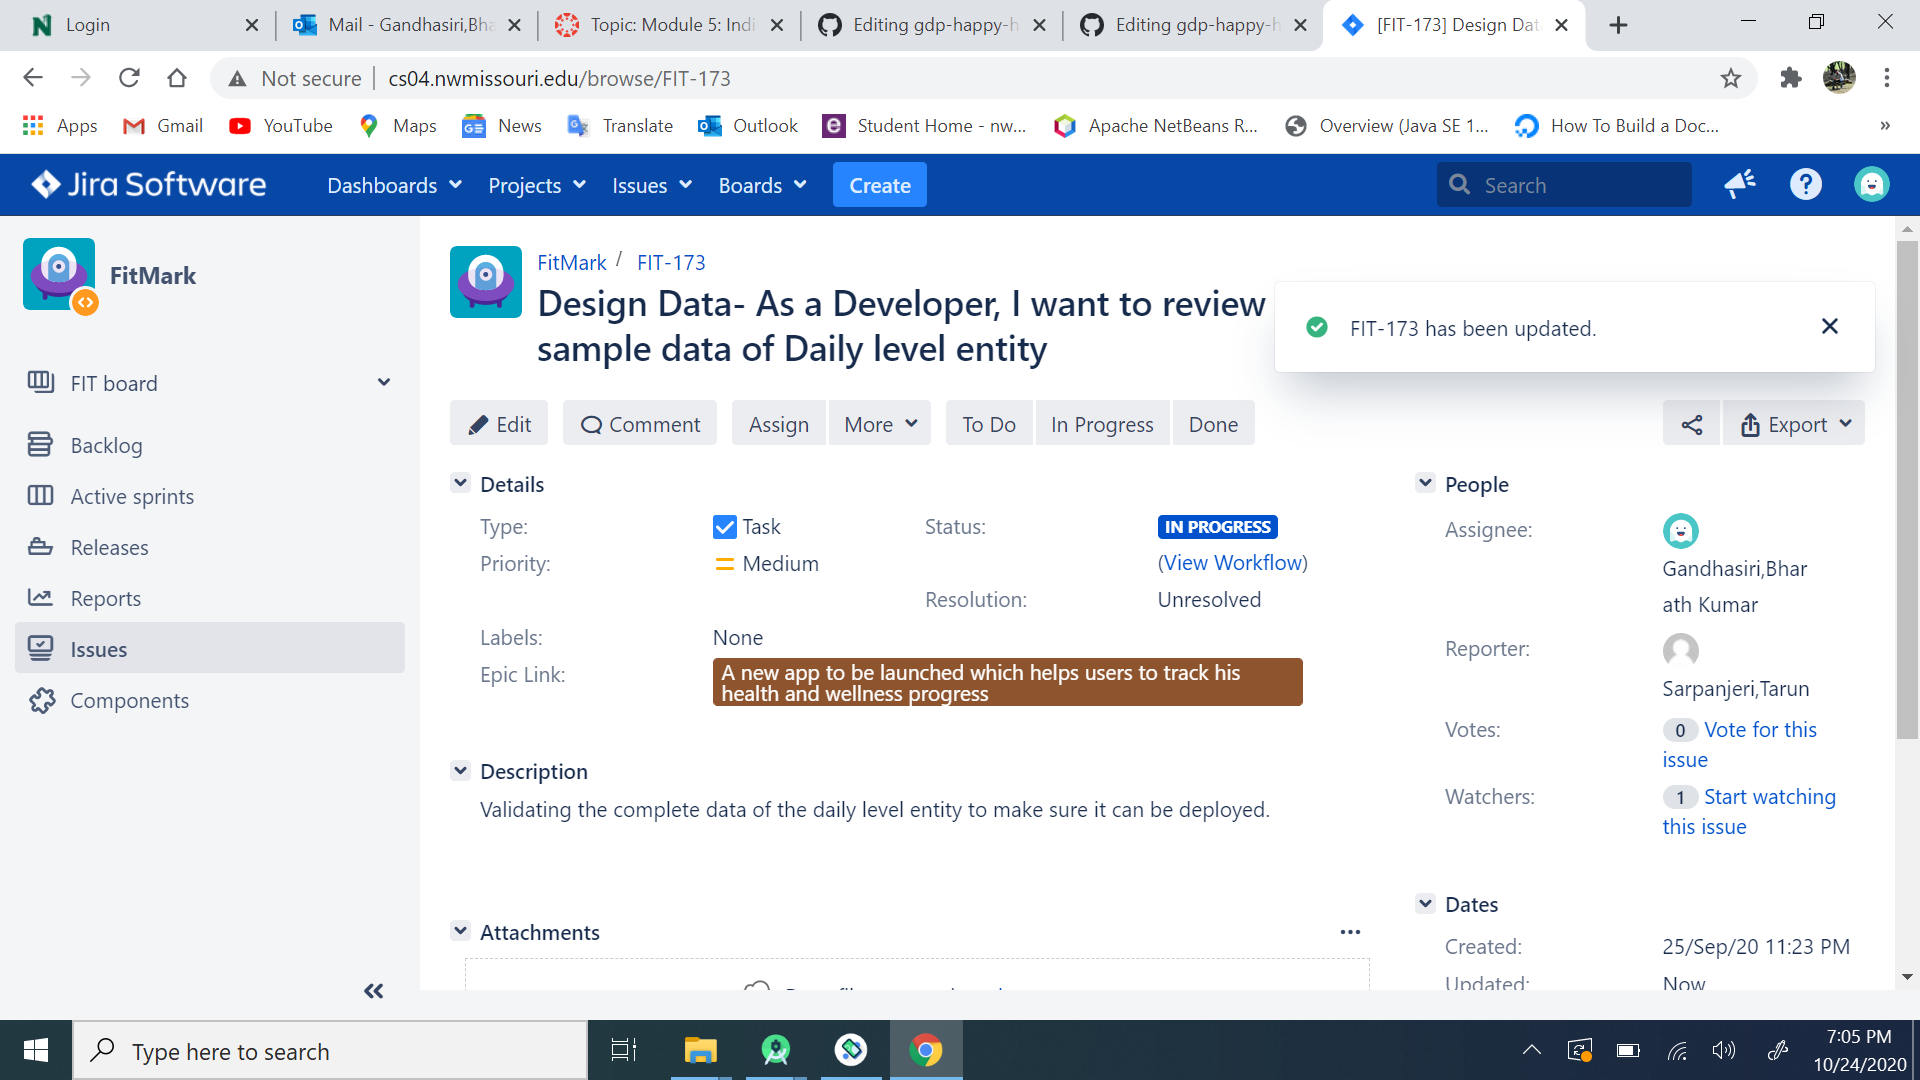 Login
Mail - Gandhasiri,Bha
Topic: Module 5: Indi
Editing gdp-happy-h
Editing gdp-happy-h
[FIT-173] Design Dat
Not secure
cs04.nwmissouri.edu/browse/FIT-173
Apps
Gmail
YouTube
Maps
News
Translate
Outlook
Student Home - nw...
Apache NetBeans R...
Overview (Java SE 1...
How To Build a Doc...
»
Jira Software
Dashboards
Projects
Issues
Boards
Create
Search
FitMark
FIT board
Backlog
Active sprints
Releases
Reports
Issues
Components
FitMark / FIT-173
Design Data- As a Developer, I want to review
sample data of Daily level entity
FIT-173 has been updated.
Edit
Comment
Assign
More
To Do
In Progress
Done
Export
Details
Type: Task
Status: IN PROGRESS
Priority: Medium
(View Workflow)
Resolution: Unresolved
Labels: None
Epic Link: A new app to be launched which helps users to track his
health and wellness progress
Description
Validating the complete data of the daily level entity to make sure it can be deployed.
Attachments
People
Assignee:
Gandhasiri,Bhar
ath Kumar
Reporter:
Sarpanjeri,Tarun
Votes: 0 Vote for this
issue
Watchers: 1 Start watching
this issue
Dates
Created: 25/Sep/20 11:23 PM
Updated: Now
Type here to search
7:05 PM
10/24/2020